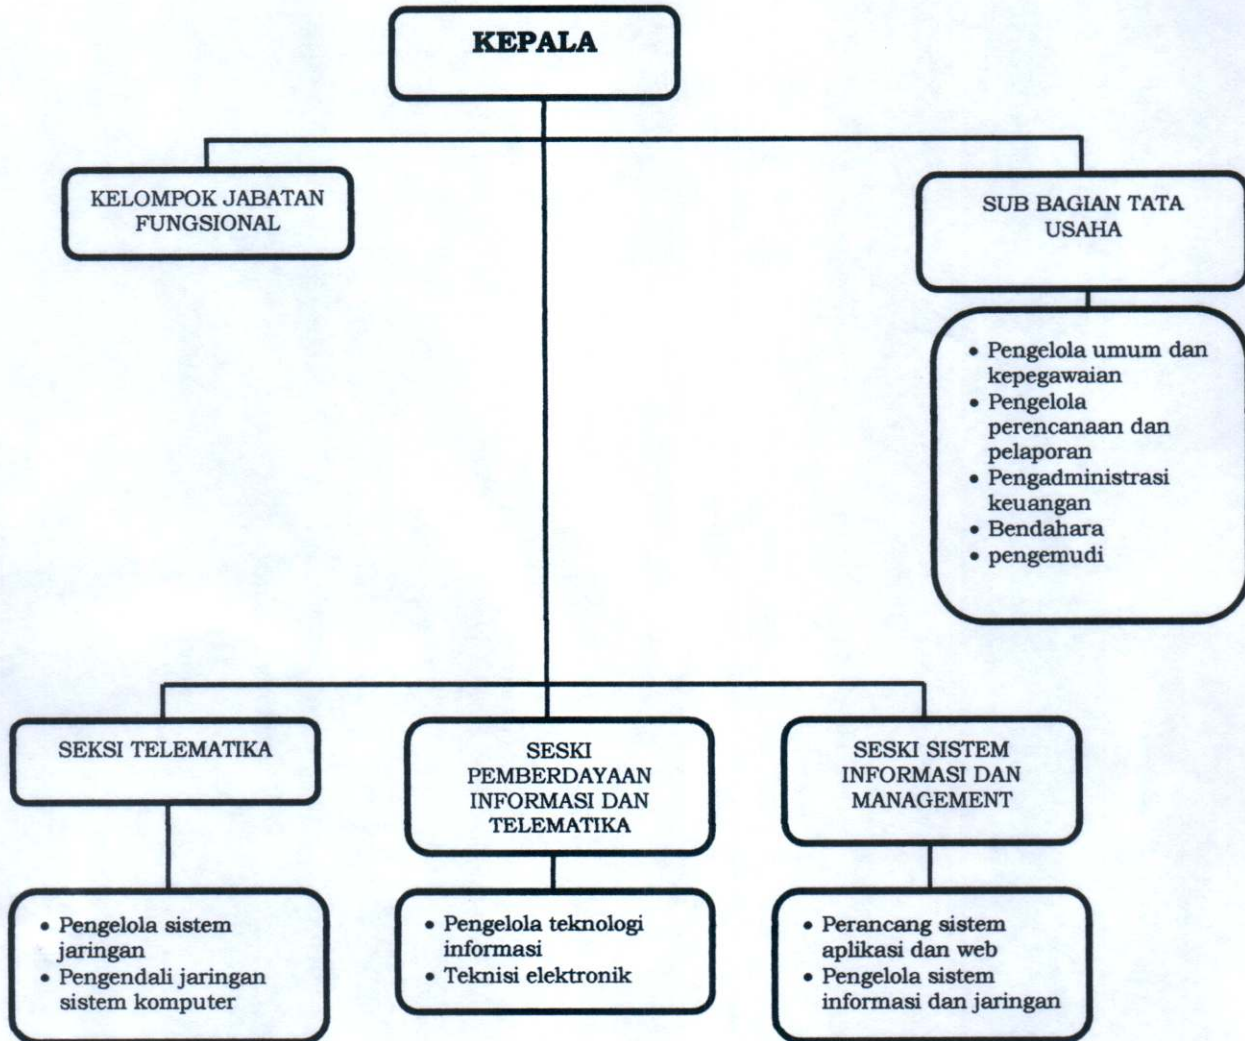 KEPALA
KELOMPOK JABATAN
FUNGSIONAL
SUB BAGIAN TATA
USAHA
• Pengelola umum dan
kepegawaian
• Pengelola
perencanaan dan
pelaporan
• Pengadministrasi
keuangan
• Bendahara
• pengemudi
SEKSI TELEMATIKA
SESKI
PEMBERDAYAAN
INFORMASI DAN
TELEMATIKA
SESKI SISTEM
INFORMASI DAN
MANAGEMENT
• Pengelola sistem
jaringan
• Pengendali jaringan
sistem komputer
• Pengelola teknologi
informasi
• Teknisi elektronik
• Perancang sistem
aplikasi dan web
• Pengelola sistem
informasi dan jaringan